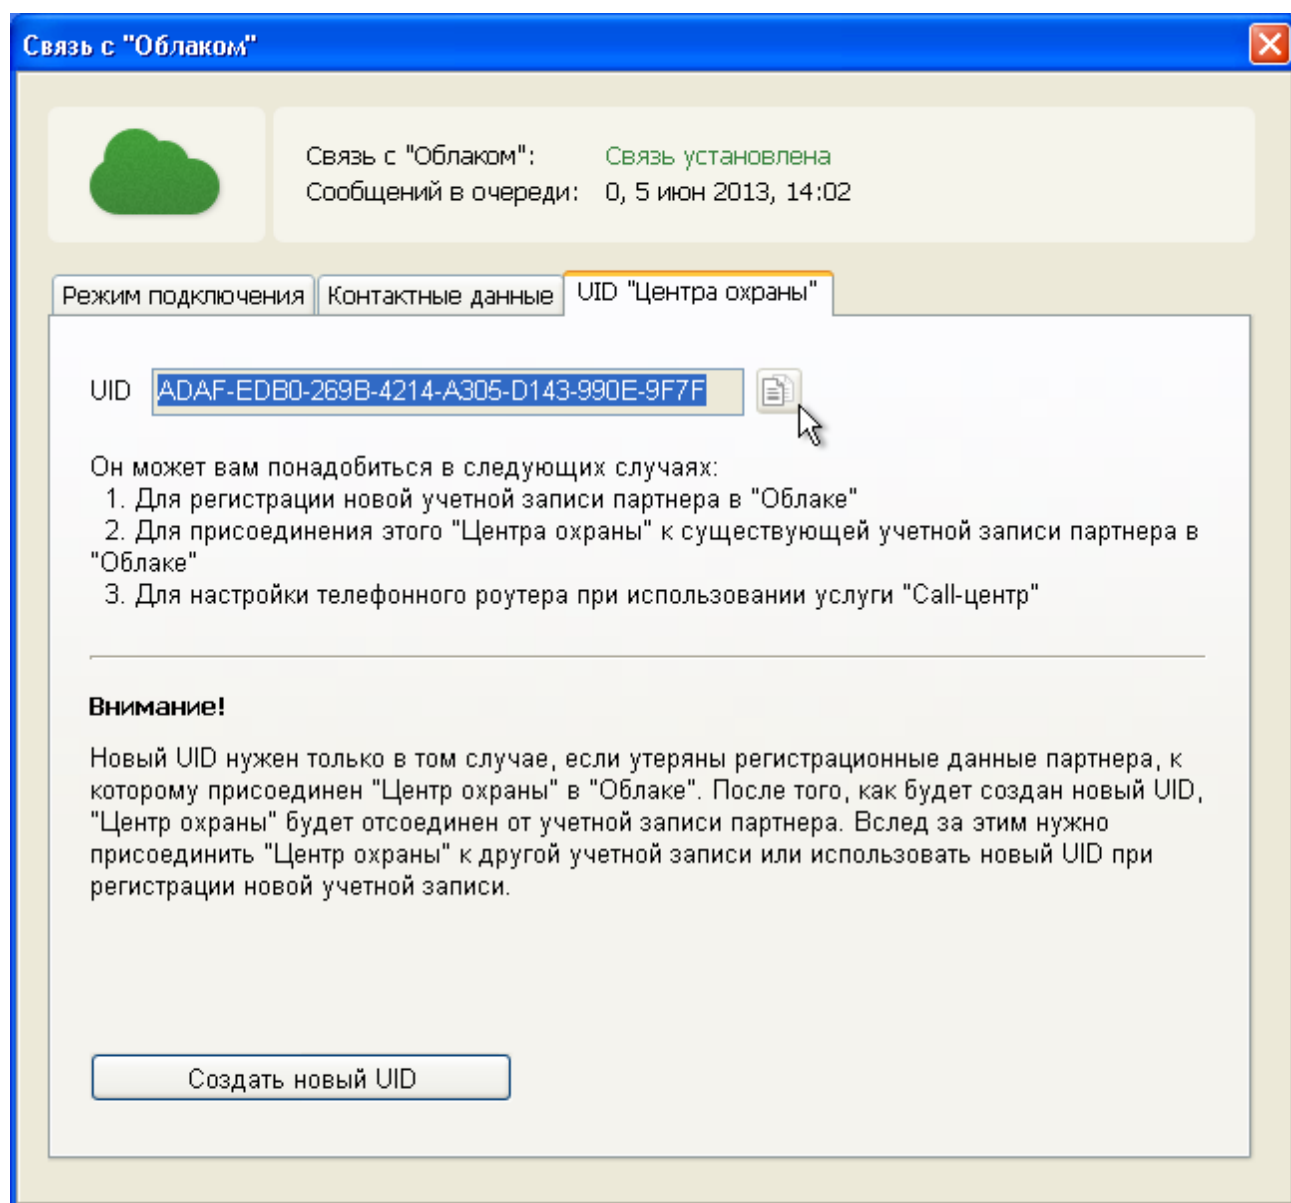 Связь с "Облаком"
Связь с "Облаком": Связь установлена
Сообщений в очереди: 0, 5 июн 2013, 14:02
Режим подключения Контактные данные UID "Центра охраны"
UID ADAF-EDB0-269B-4214-A305-D143-990E-9F7F
Он может вам понадобиться в следующих случаях:
1. Для регистрации новой учетной записи партнера в "Облаке"
2. Для присоединения этого "Центра охраны" к существующей учетной записи партнера в
"Облаке"
3. Для настройки телефонного роутера при использовании услуги "Call-центр"
Внимание!
Новый UID нужен только в том случае, если утеряны регистрационные данные партнера, к
которому присоединен "Центр охраны" в "Облаке". После того, как будет создан новый UID,
"Центр охраны" будет отсоединен от учетной записи партнера. Вслед за этим нужно
присоединить "Центр охраны" к другой учетной записи или использовать новый UID при
регистрации новой учетной записи.
Создать новый UID